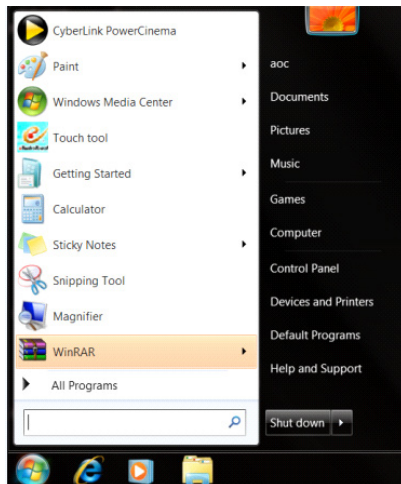 CyberLink PowerCinema
Paint
Windows Media Center
Touch tool
Getting Started
Calculator
Sticky Notes
Snipping Tool
Magnifier
WinRAR
All Programs
aoc
Documents
Pictures
Music
Games
Computer
Control Panel
Devices and Printers
Default Programs
Help and Support
Shut down